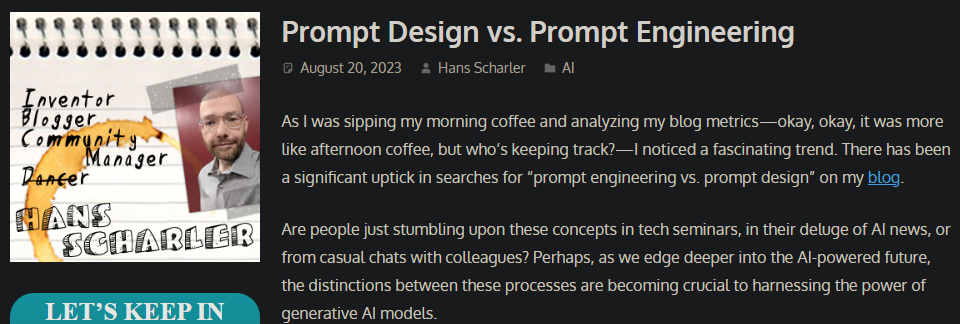 Inventor
Blogger
Community
Manager
Dancer
HANS
SCHARLER
LET'S KEEP IN
Prompt Design vs. Prompt Engineering
August 20, 2023 Hans Scharler AI
As I was sipping my morning coffee and analyzing my blog metrics—okay, okay, it was more
like afternoon coffee, but who's keeping track?—I noticed a fascinating trend. There has been
a significant uptick in searches for “prompt engineering vs. prompt design” on my blog.
Are people just stumbling upon these concepts in tech seminars, in their deluge of AI news, or
from casual chats with colleagues? Perhaps, as we edge deeper into the AI-powered future,
the distinctions between these processes are becoming crucial to harnessing the power of
generative AI models.